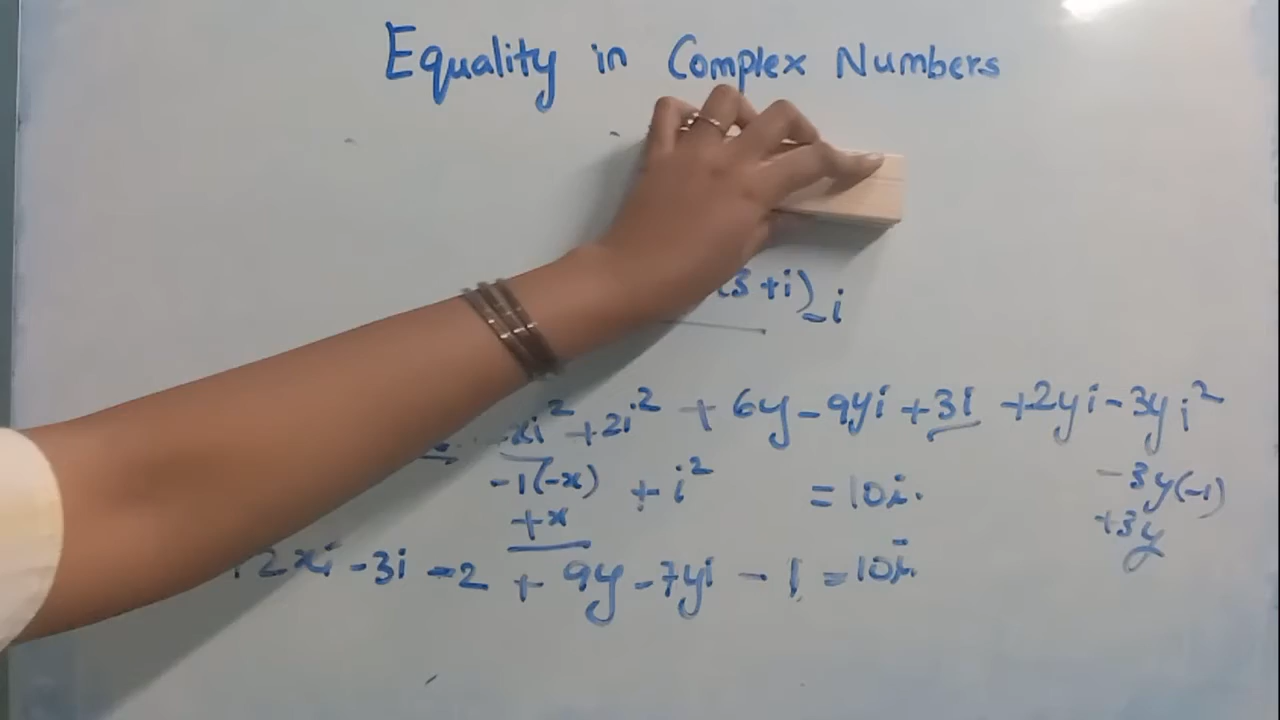 Equality in Complex Numbers
(3+i) - i
xi² + 2i² + 6y - 9yi + 3i + 2yi - 3yi²
-1(-x) + i² = 10i. -3y(-1)
+x +3y
2xi - 3i - 2 + 9y - 7yi - 1 = 10i.